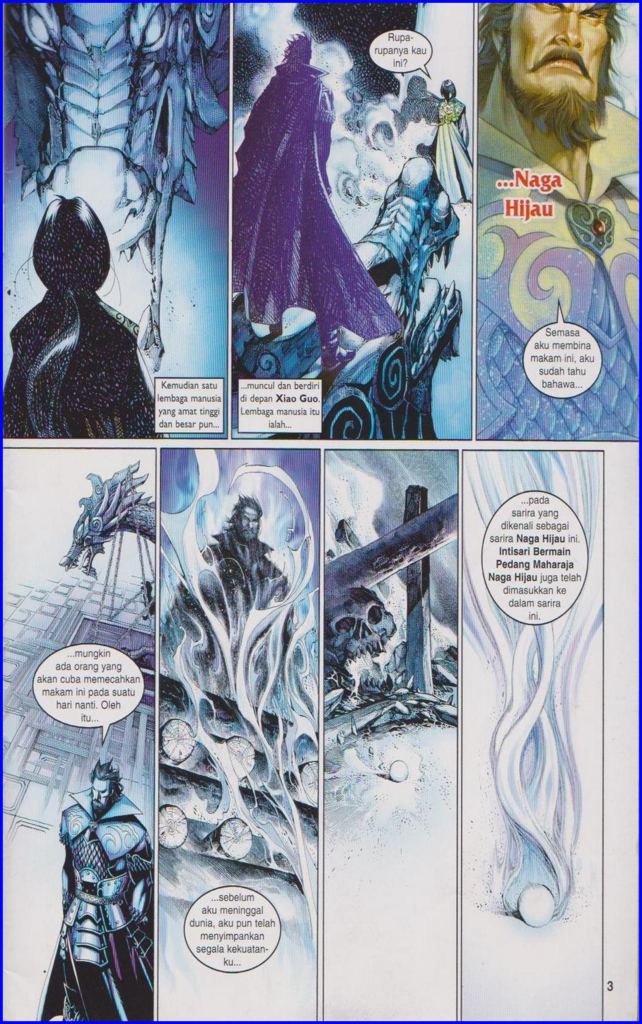 Kemudian satu
lembaga manusia
yang amat tinggi
dan besar pun...
Rupa-
rupanya kau
ini?
...muncul dan berdiri
di depan Xiao Guo.
Lembaga manusia itu
ialah...
...Naga
Hijau
Semasa
aku membina
makam ini, aku
sudah tahu
bahawa...
...mungkin
ada orang yang
akan cuba memecahkan
makam ini pada suatu
hari nanti. Oleh
itu...
...sebelum
aku meninggal
dunia, aku pun telah
menyimpankan
segala kekuatan-
ku...
...pada
sarira yang
dikenali sebagai
sarira Naga Hijau ini.
Intisari Bermain
Pedang Maharaja
Naga Hijau juga telah
dimasukkan ke
dalam sarira
ini.
3